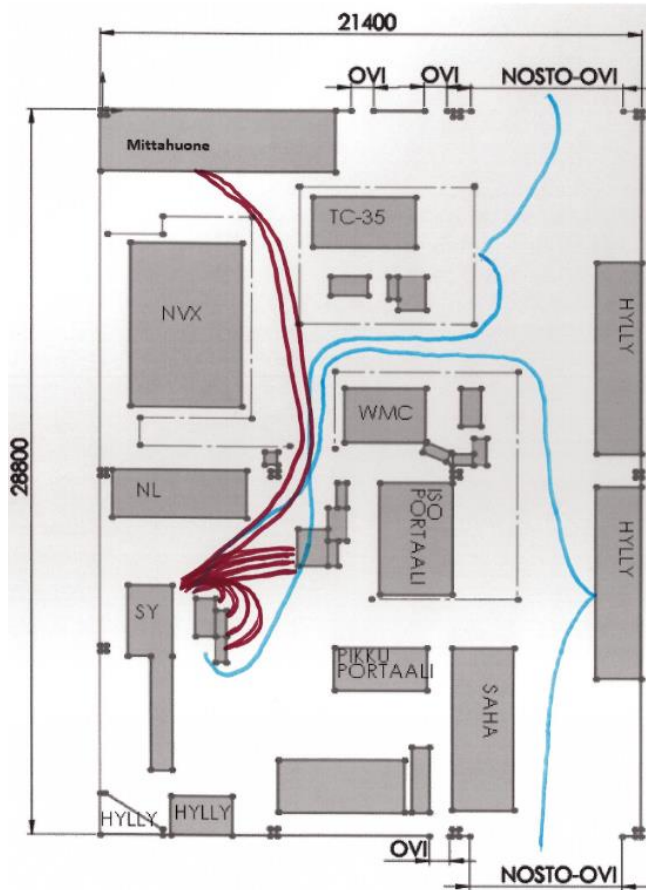 21400
OVI
OVI
NOSTO-OVI
Mittahuone
TC-35
NVX
HYLLY
WMC
28800
NL
ISO
PORTAALI
HYLLY
SY
PIKKU
PORTAALI
SAHA
HYLLY
HYLLY
OVI
NOSTO-OVI